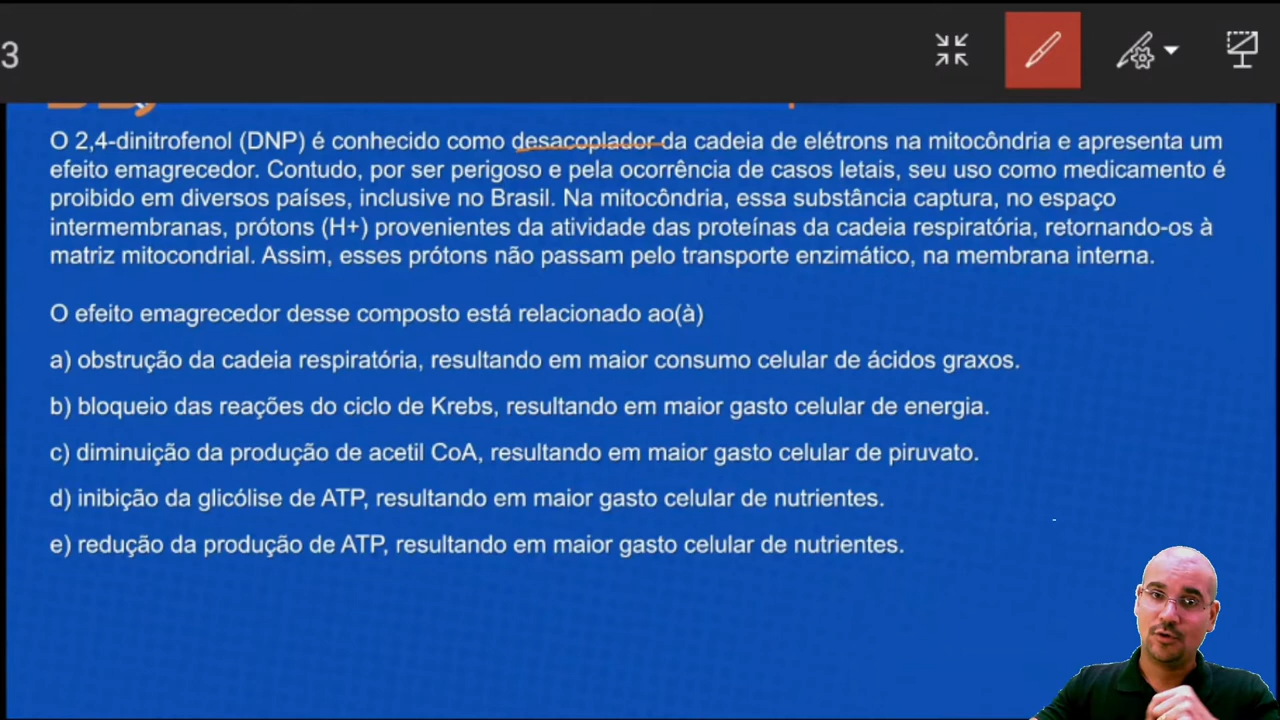 3
O 2,4-dinitrofenol (DNP) é conhecido como desacoplador da cadeia de elétrons na mitocôndria e apresenta um
efeito emagrecedor. Contudo, por ser perigoso e pela ocorrência de casos letais, seu uso como medicamento é
proibido em diversos países, inclusive no Brasil. Na mitocôndria, essa substância captura, no espaço
intermembranas, prótons (H+) provenientes da atividade das proteínas da cadeia respiratória, retornando-os à
matriz mitocondrial. Assim, esses prótons não passam pelo transporte enzimático, na membrana interna.
O efeito emagrecedor desse composto está relacionado ao(à)
a) obstrução da cadeia respiratória, resultando em maior consumo celular de ácidos graxos.
b) bloqueio das reações do ciclo de Krebs, resultando em maior gasto celular de energia.
c) diminuição da produção de acetil CoA, resultando em maior gasto celular de piruvato.
d) inibição da glicólise de ATP, resultando em maior gasto celular de nutrientes.
e) redução da produção de ATP, resultando em maior gasto celular de nutrientes.